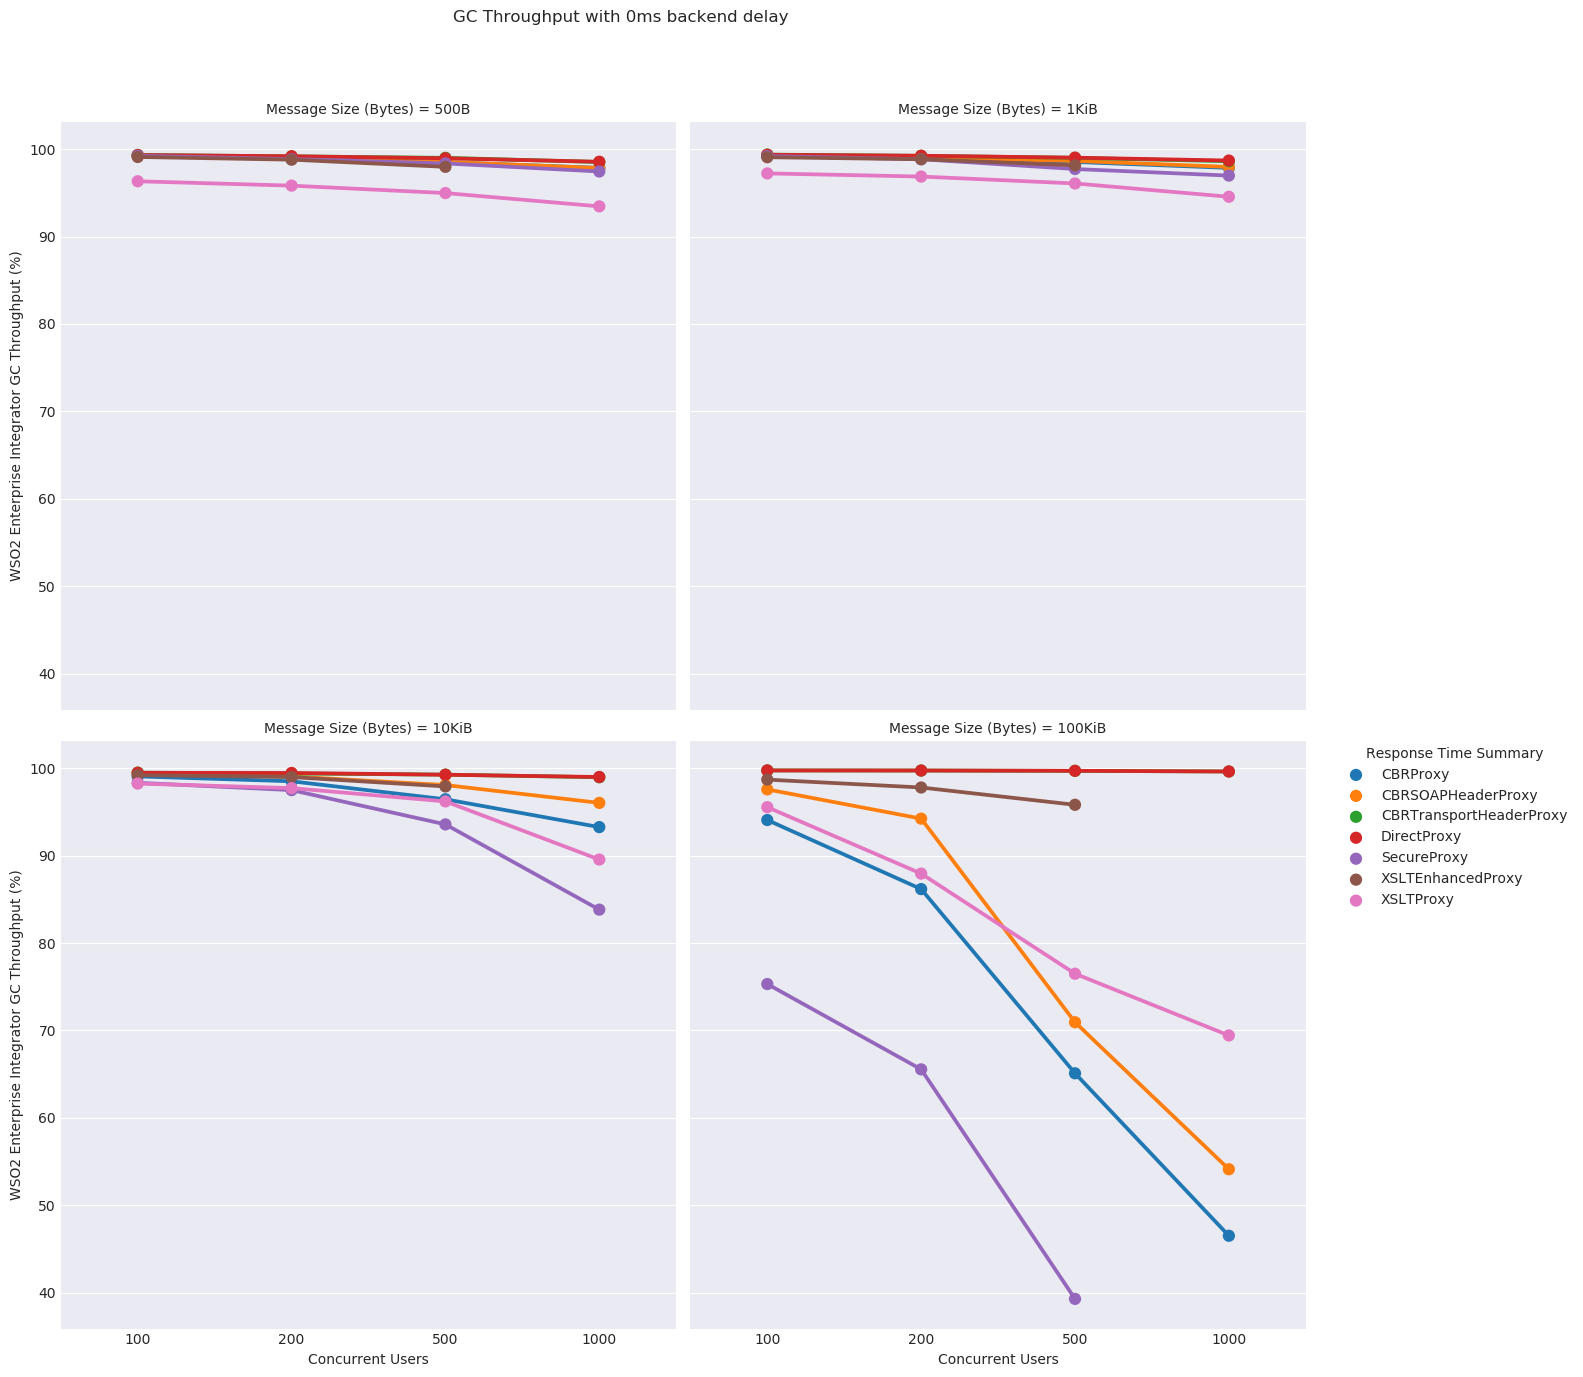 GC Throughput with 0ms backend delay
Message Size (Bytes) = 500B
Message Size (Bytes) = 1KiB
WSO2 Enterprise Integrator GC Throughput (%)
100
90
80
70
60
50
40
Message Size (Bytes) = 10KiB
Message Size (Bytes) = 100KiB
WSO2 Enterprise Integrator GC Throughput (%)
100
90
80
70
60
50
40
100 200 500 1000
100 200 500 1000
Concurrent Users
Concurrent Users
Response Time Summary
CBRProxy
CBRSOAPHeaderProxy
CBRTransportHeaderProxy
DirectProxy
SecureProxy
XSLTEnhancedProxy
XSLTProxy